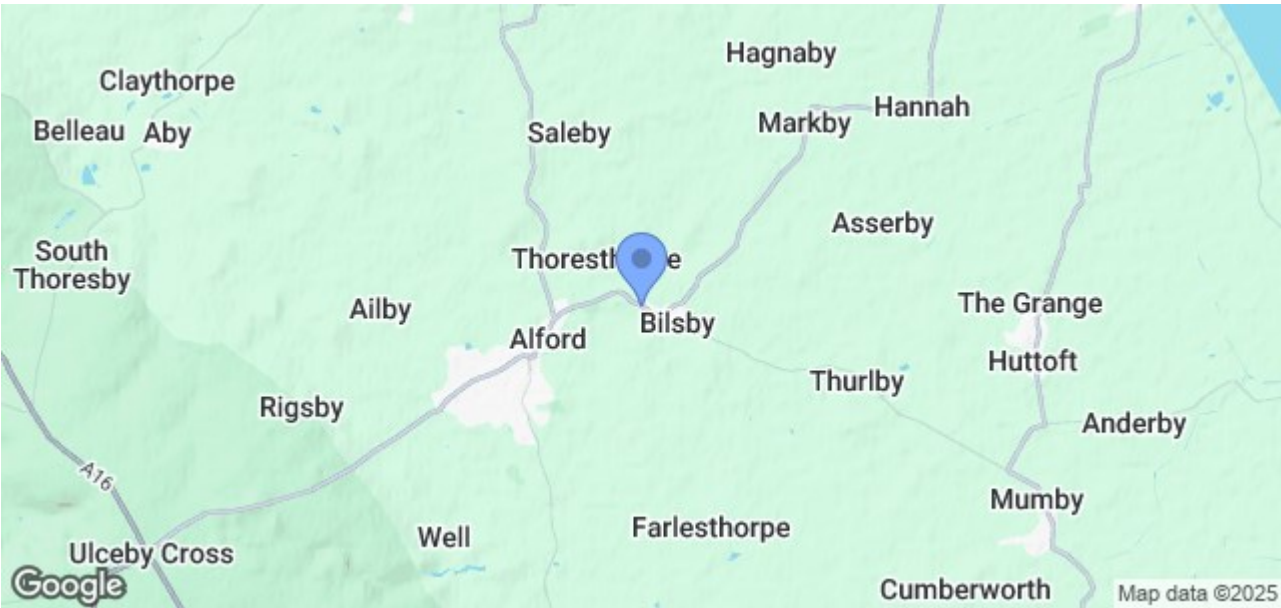 Hagnaby
Claythorpe
Hannah
Markby
Belleau
Aby
Saleby
Asserby
South
Thoresby
Thoresth
e
Ailby
The Grange
Bilsby
Alford
Huttoft
Thurlby
Rigsby
Anderby
A16
Mumby
Farlesthorpe
Well
Ulceby Cross
Google
Cumberworth
Map data ©2025